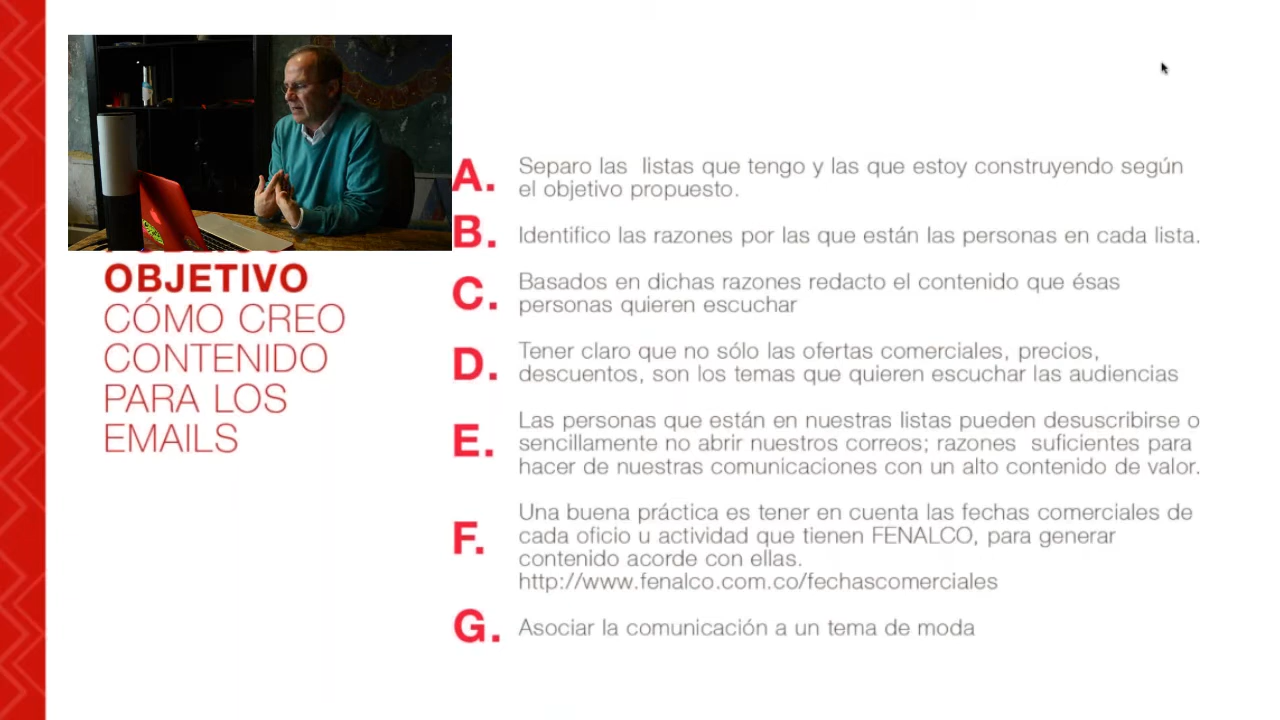 OBJETIVO
CÓMO CREO
CONTENIDO
PARA LOS
EMAILS
A. Separo las listas que tengo y las que estoy construyendo según
el objetivo propuesto.
B. Identifico las razones por las que están las personas en cada lista.
C. Basados en dichas razones redacto el contenido que ésas
personas quieren escuchar
D. Tener claro que no sólo las ofertas comerciales, precios,
descuentos, son los temas que quieren escuchar las audiencias
E. Las personas que están en nuestras listas pueden desuscribirse o
sencillamente no abrir nuestros correos; razones suficientes para
hacer de nuestras comunicaciones con un alto contenido de valor.
F. Una buena práctica es tener en cuenta las fechas comerciales de
cada oficio u actividad que tienen FENALCO, para generar
contenido acorde con ellas.
http://www.fenalco.com.co/fechascomerciales
G. Asociar la comunicación a un tema de moda